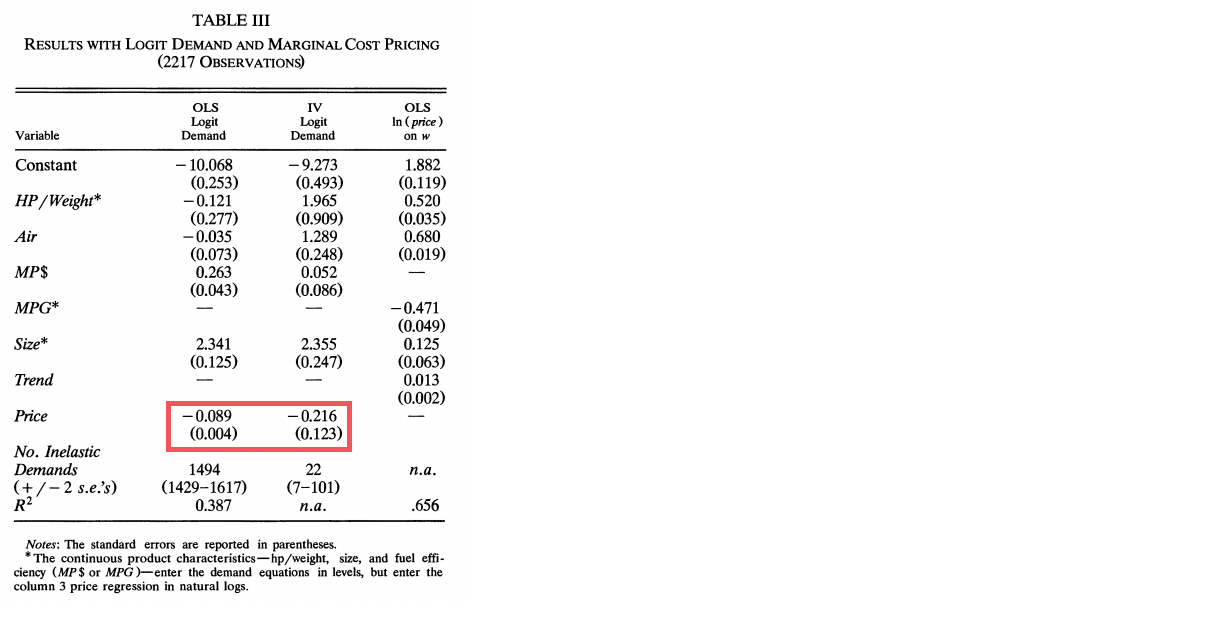 TABLE III
RESULTS WITH LOGIT DEMAND AND MARGINAL COST PRICING
(2217 OBSERVATIONS)
OLS IV OLS
Logit Logit ln (price)
Variable Demand Demand on w
Constant −10.068 −9.273 1.882
(0.253) (0.493) (0.119)
HP/Weight* −0.121 1.965 0.520
(0.277) (0.909) (0.035)
Air −0.035 1.289 0.680
(0.073) (0.248) (0.019)
MP$ 0.263 0.052 —
(0.043) (0.086)
MPG* — — −0.471
(0.049)
Size* 2.341 2.355 0.125
(0.125) (0.247) (0.063)
Trend — — 0.013
(0.002)
Price −0.089 −0.216 —
(0.004) (0.123)
No. Inelastic
Demands 1494 22 n.a.
(+/−2 s.e.'s) (1429–1617) (7–101)
R² 0.387 n.a. .656
Notes: The standard errors are reported in parentheses.
*The continuous product characteristics—hp/weight, size, and fuel effi-
ciency (MP$ or MPG)—enter the demand equations in levels, but enter the
column 3 price regression in natural logs.